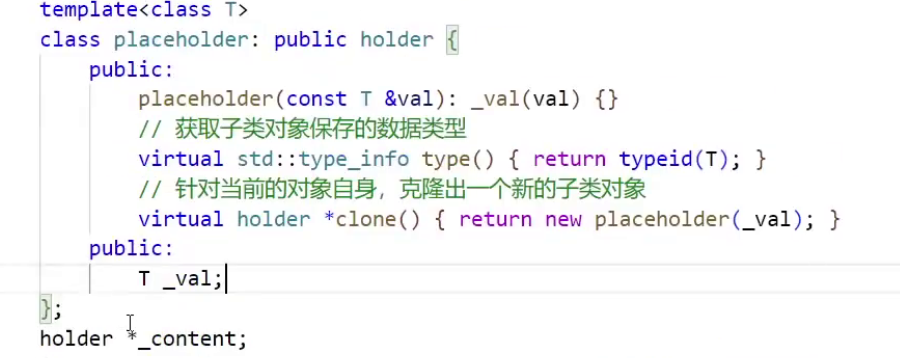 template<class T>
class placeholder: public holder {
public:
placeholder(const T &val): _val(val) {}
// 获取子类对象保存的数据类型
virtual std::type_info type() { return typeid(T); }
// 针对当前的对象自身，克隆出一个新的子类对象
virtual holder *clone() { return new placeholder(_val); }
public:
T _val;
};
holder *_content;